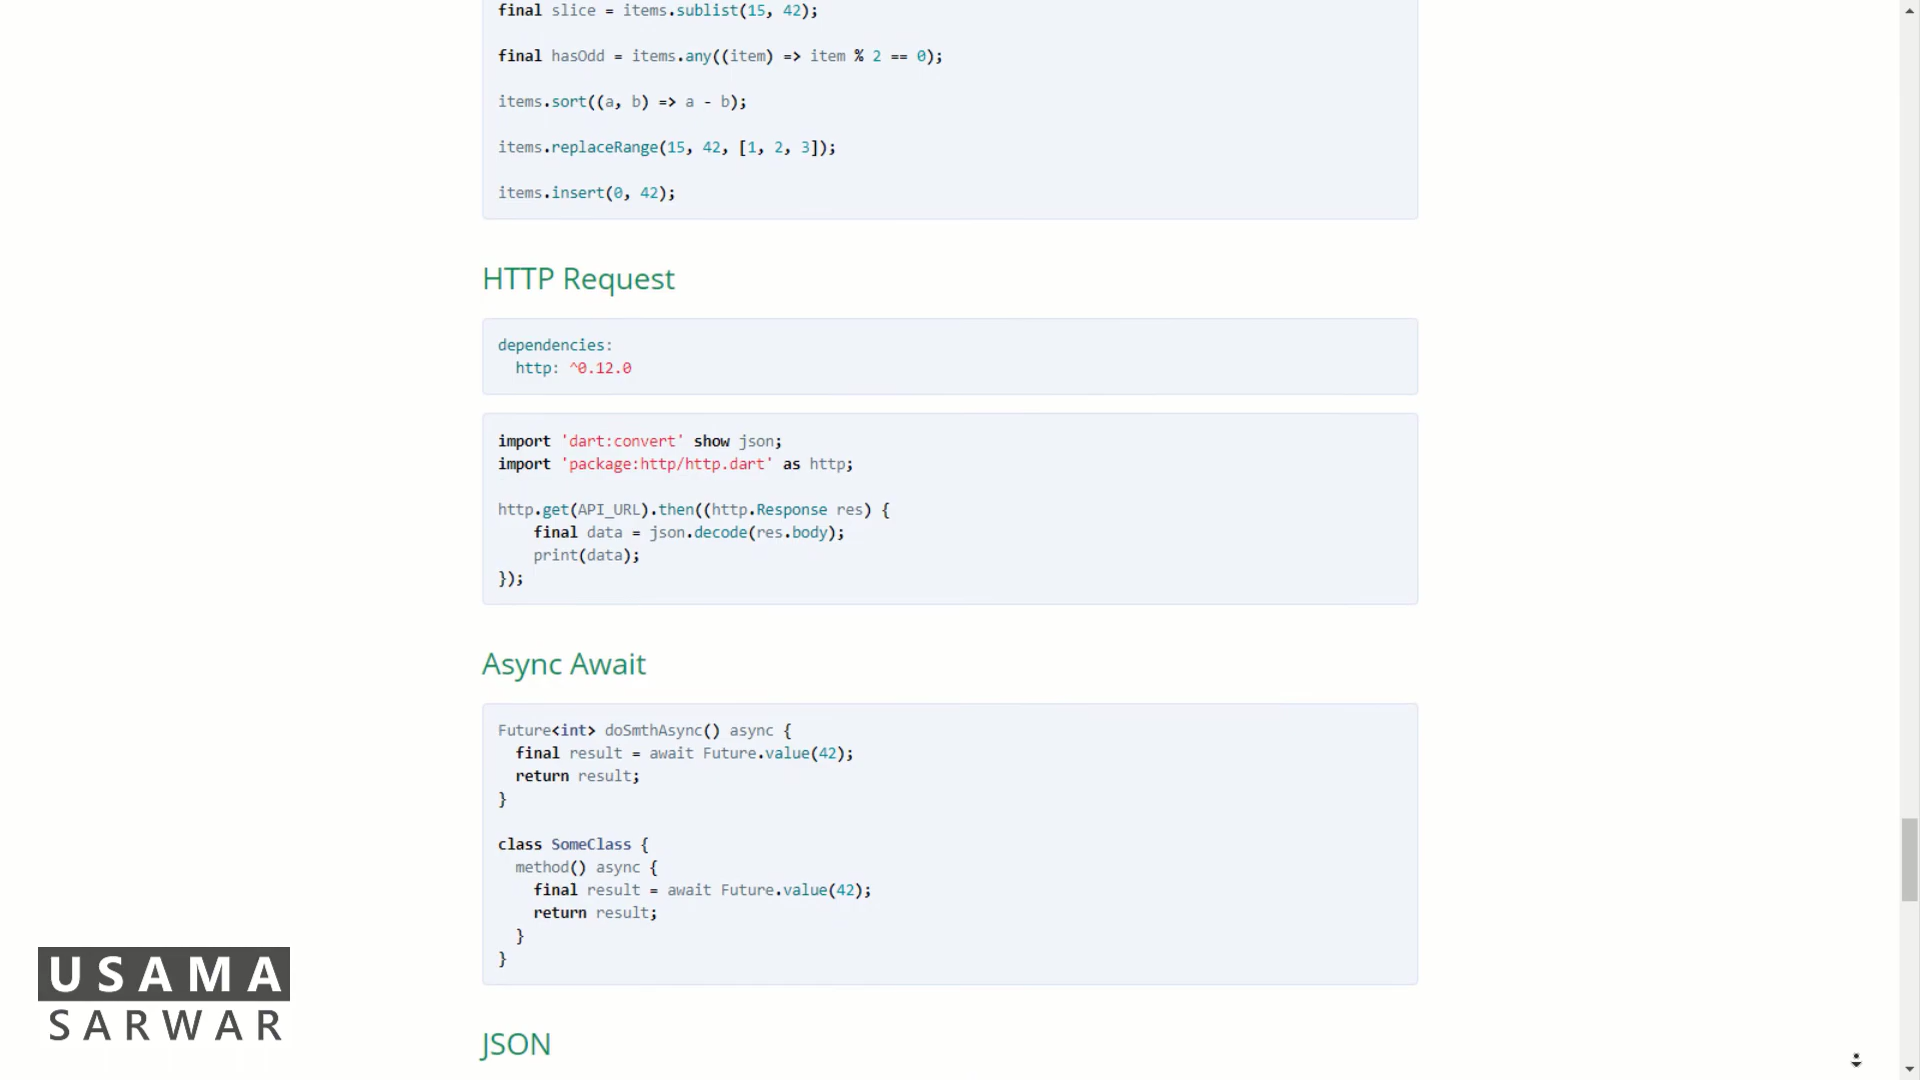 final slice = items.sublist(15, 42);
final hasOdd = items.any((item) => item % 2 == 0);
items.sort((a, b) => a - b);
items.replaceRange(15, 42, [1, 2, 3]);
items.insert(0, 42);
HTTP Request
dependencies:
  http: ^0.12.0
import 'dart:convert' show json;
import 'package:http/http.dart' as http;
http.get(API_URL).then((http.Response res) {
    final data = json.decode(res.body);
    print(data);
});
Async Await
Future<int> doSmthAsync() async {
  final result = await Future.value(42);
  return result;
}
class SomeClass {
  method() async {
    final result = await Future.value(42);
    return result;
  }
}
JSON
USAMA
SARWAR